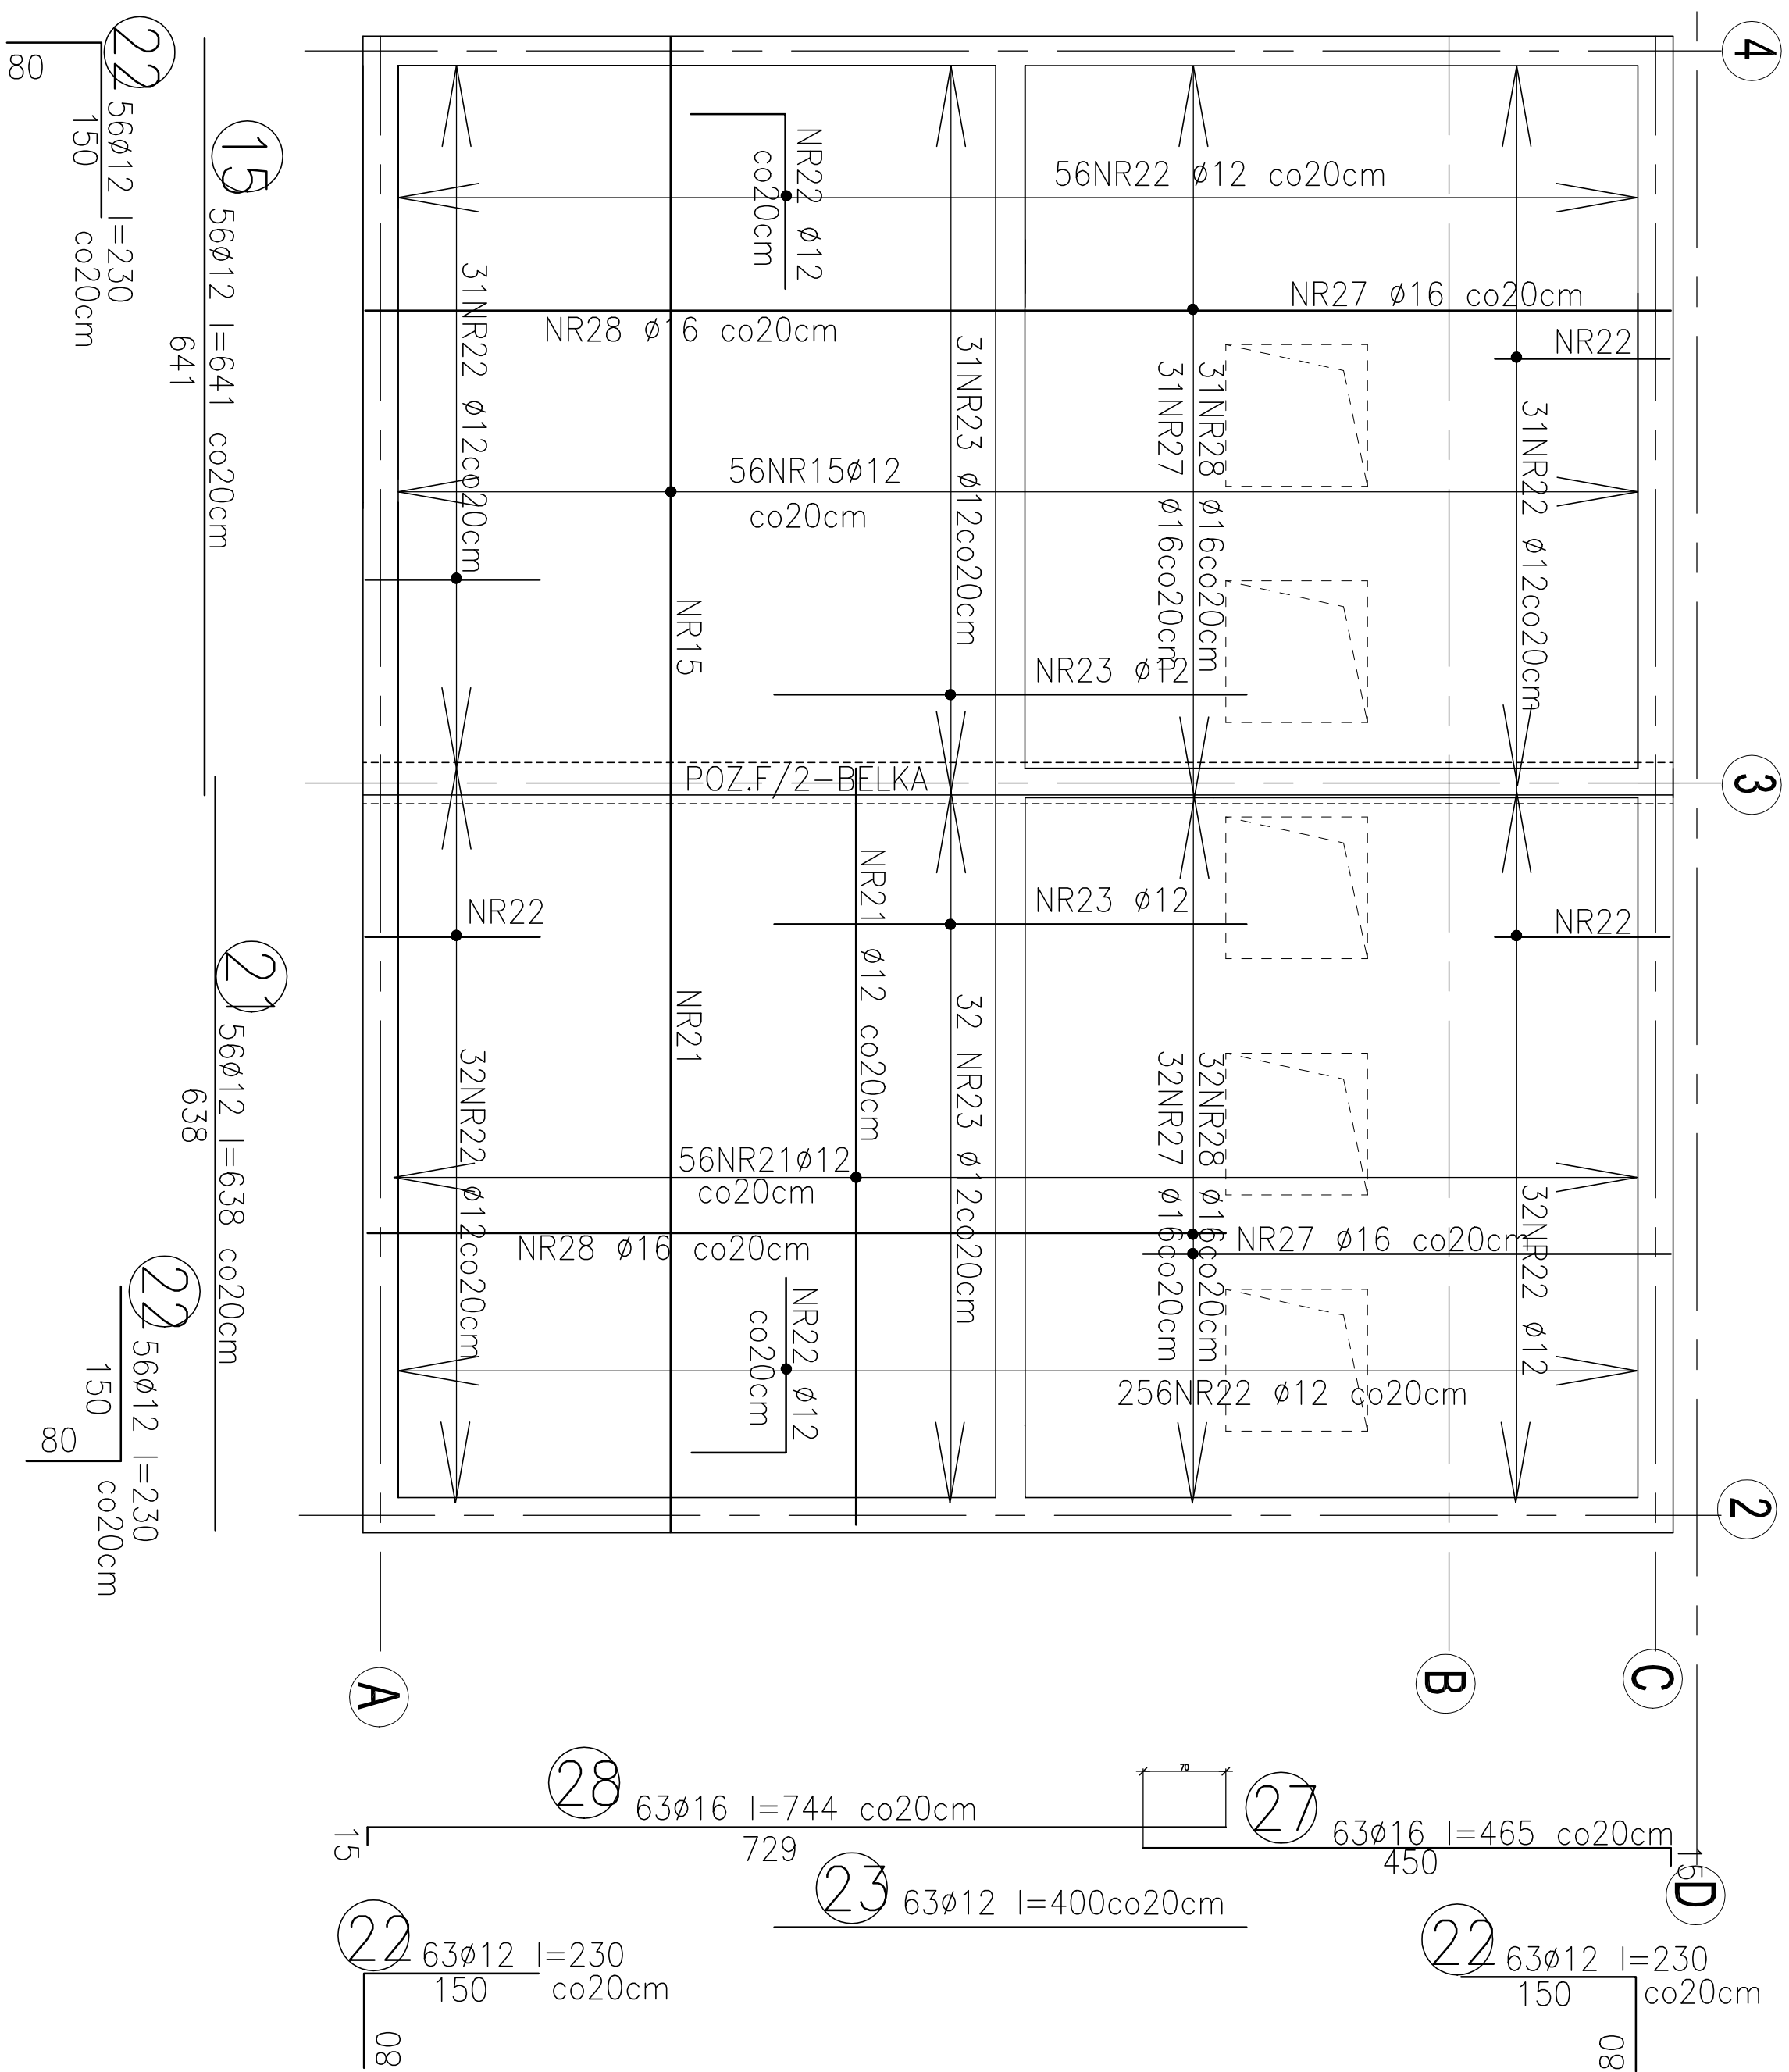 4
22
56ø12 l=230
co20cm
150
80
15
56ø12 l=641 co20cm
641
NR22 ø12
co20cm
56NR22 ø12 co20cm
NR27 ø16 co20cm
NR28 ø16 co20cm
NR22
31NR22 ø12co20cm
31NR23 ø12co20cm
31NR28 ø16co20cm
31NR27 ø16co20cm
31NR22 ø12co20cm
56NR15ø12
co20cm
NR15
NR23 ø12
POZ.F/2-BELKA
3
NR21 ø12 co20cm
NR23 ø12
NR22
NR22
21
56ø12 l=638 co20cm
638
NR21
32NR22 ø12co20cm
32 NR23 ø12co20cm
32NR28 ø16co20cm
32NR27 ø16co20cm
32NR22 ø12
56NR21ø12
co20cm
NR28 ø16 co20cm
NR27 ø16 co20cm
22
56ø12 l=230
co20cm
150
80
NR22 ø12
co20cm
256NR22 ø12 co20cm
2
A
B
C
D
28
63ø16 l=744 co20cm
729
15
70
27
63ø16 l=465 co20cm
450
15
23
63ø12 l=400co20cm
22
63ø12 l=230
150
co20cm
80
22
63ø12 l=230
150
co20cm
80